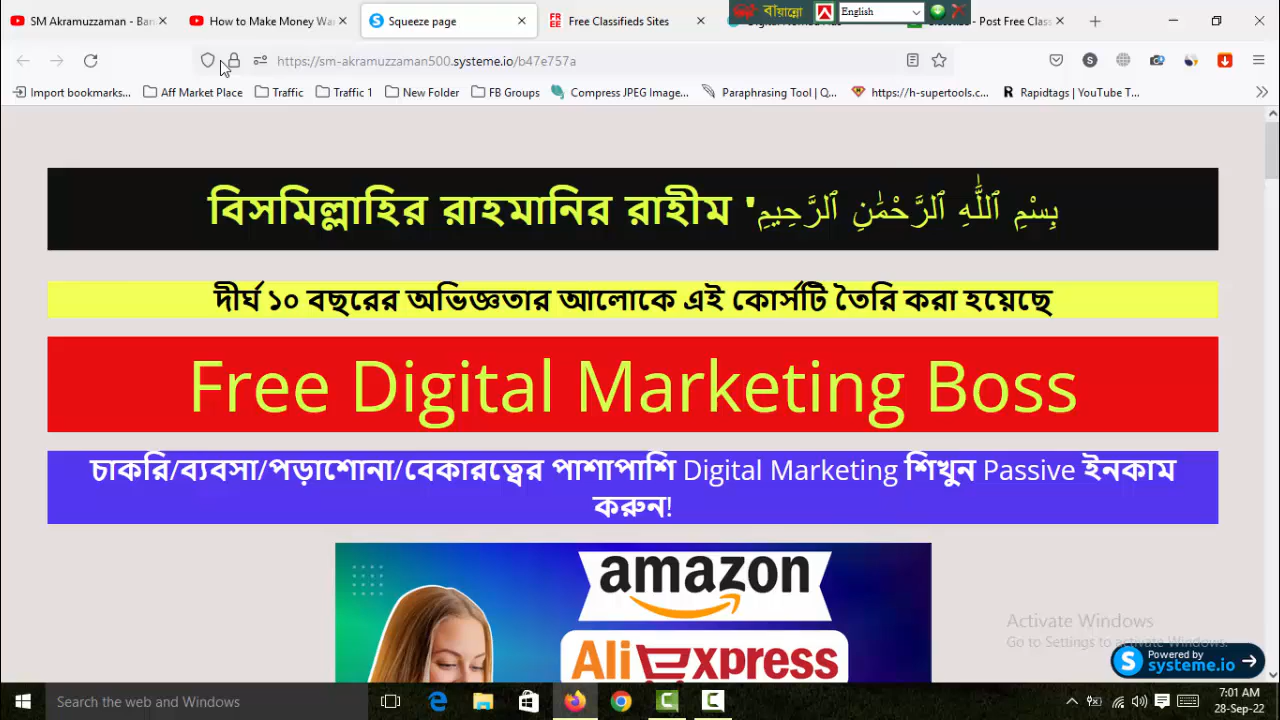 SM Akramuzzaman - Ban
How to Make Money Wa
Squeeze page
Free Classifieds Sites
বায়ান্নো
English
- Post Free Class
https://sm-akramuzzaman500.systeme.io/b47e757a
Import bookmarks...
Aff Market Place
Traffic
Traffic 1
New Folder
FB Groups
Compress JPEG Image...
Paraphrasing Tool | Q...
https://h-supertools.c...
Rapidtags | YouTube T...
বিসমিল্লাহির রাহমানির রাহীম 'بِسْمِ ٱللَّٰهِ ٱلرَّحْمَٰنِ ٱلرَّحِيمِ
দীর্ঘ ১০ বছরের অভিজ্ঞতার আলোকে এই কোর্সটি তৈরি করা হয়েছে
Free Digital Marketing Boss
চাকরি/ব্যবসা/পড়াশোনা/বেকারত্বের পাশাপাশি Digital Marketing শিখুন Passive ইনকাম
করুন!
amazon
AliExpress
Activate Windows
Go to Settings to activate Windows.
Powered by
systeme.io
Search the web and Windows
7:01 AM
28-Sep-22